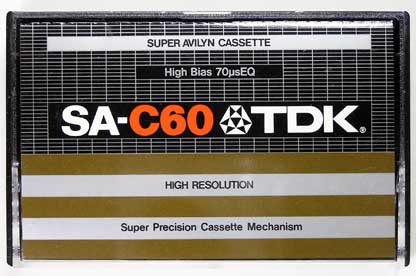 SUPER AVILYN CASSETTE
High Bias 70µsEQ
SA-C60 TDK®
HIGH RESOLUTION
Super Precision Cassette Mechanism